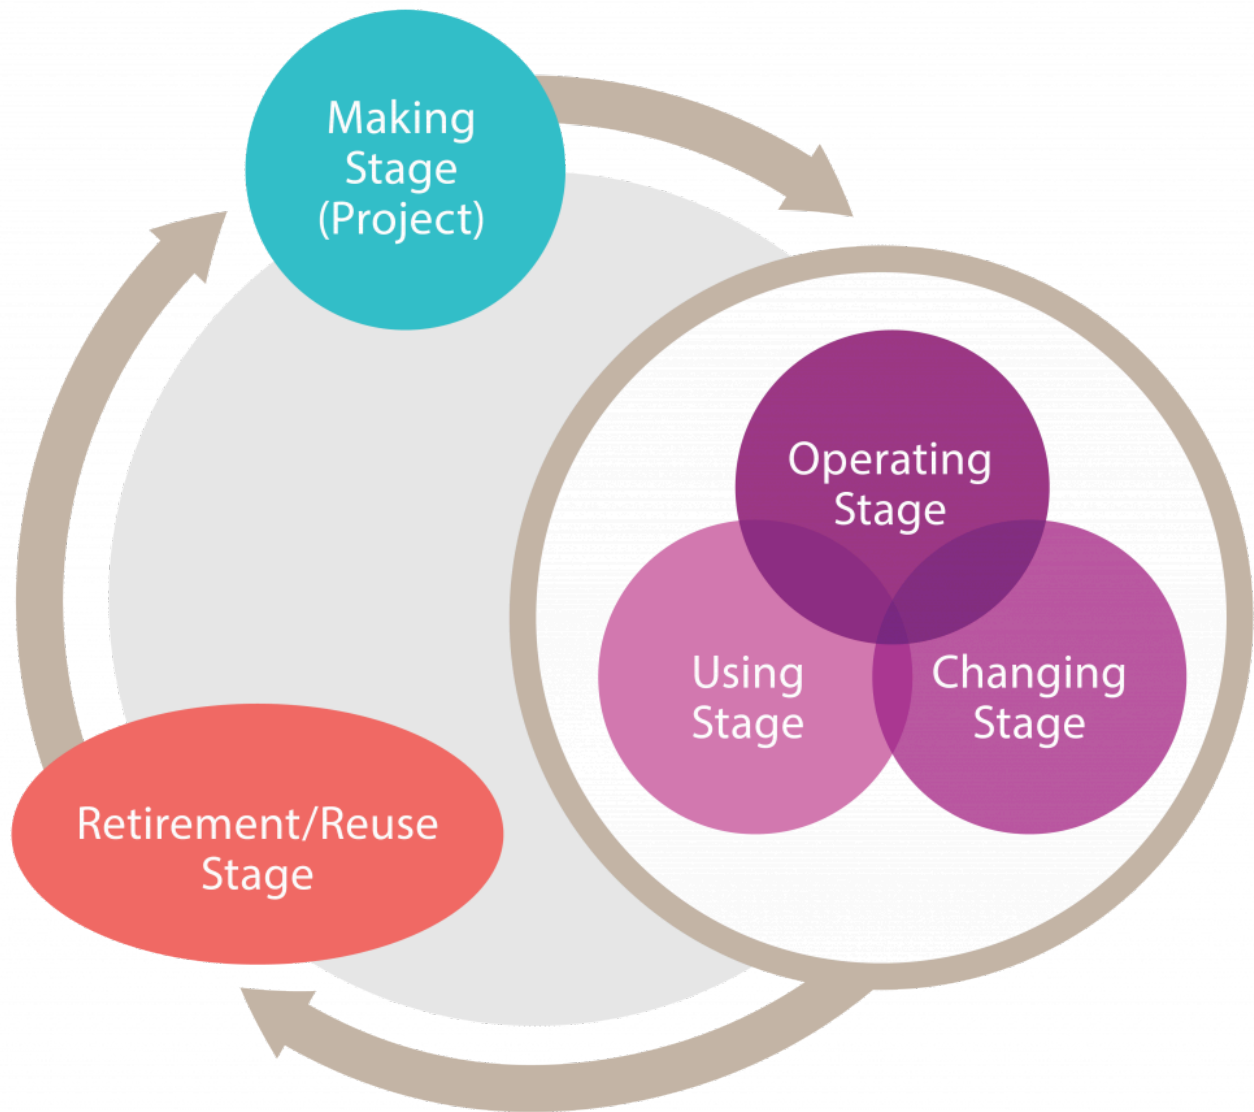 Making
Stage
(Project)
Operating
Stage
Using
Stage
Changing
Stage
Retirement/Reuse
Stage